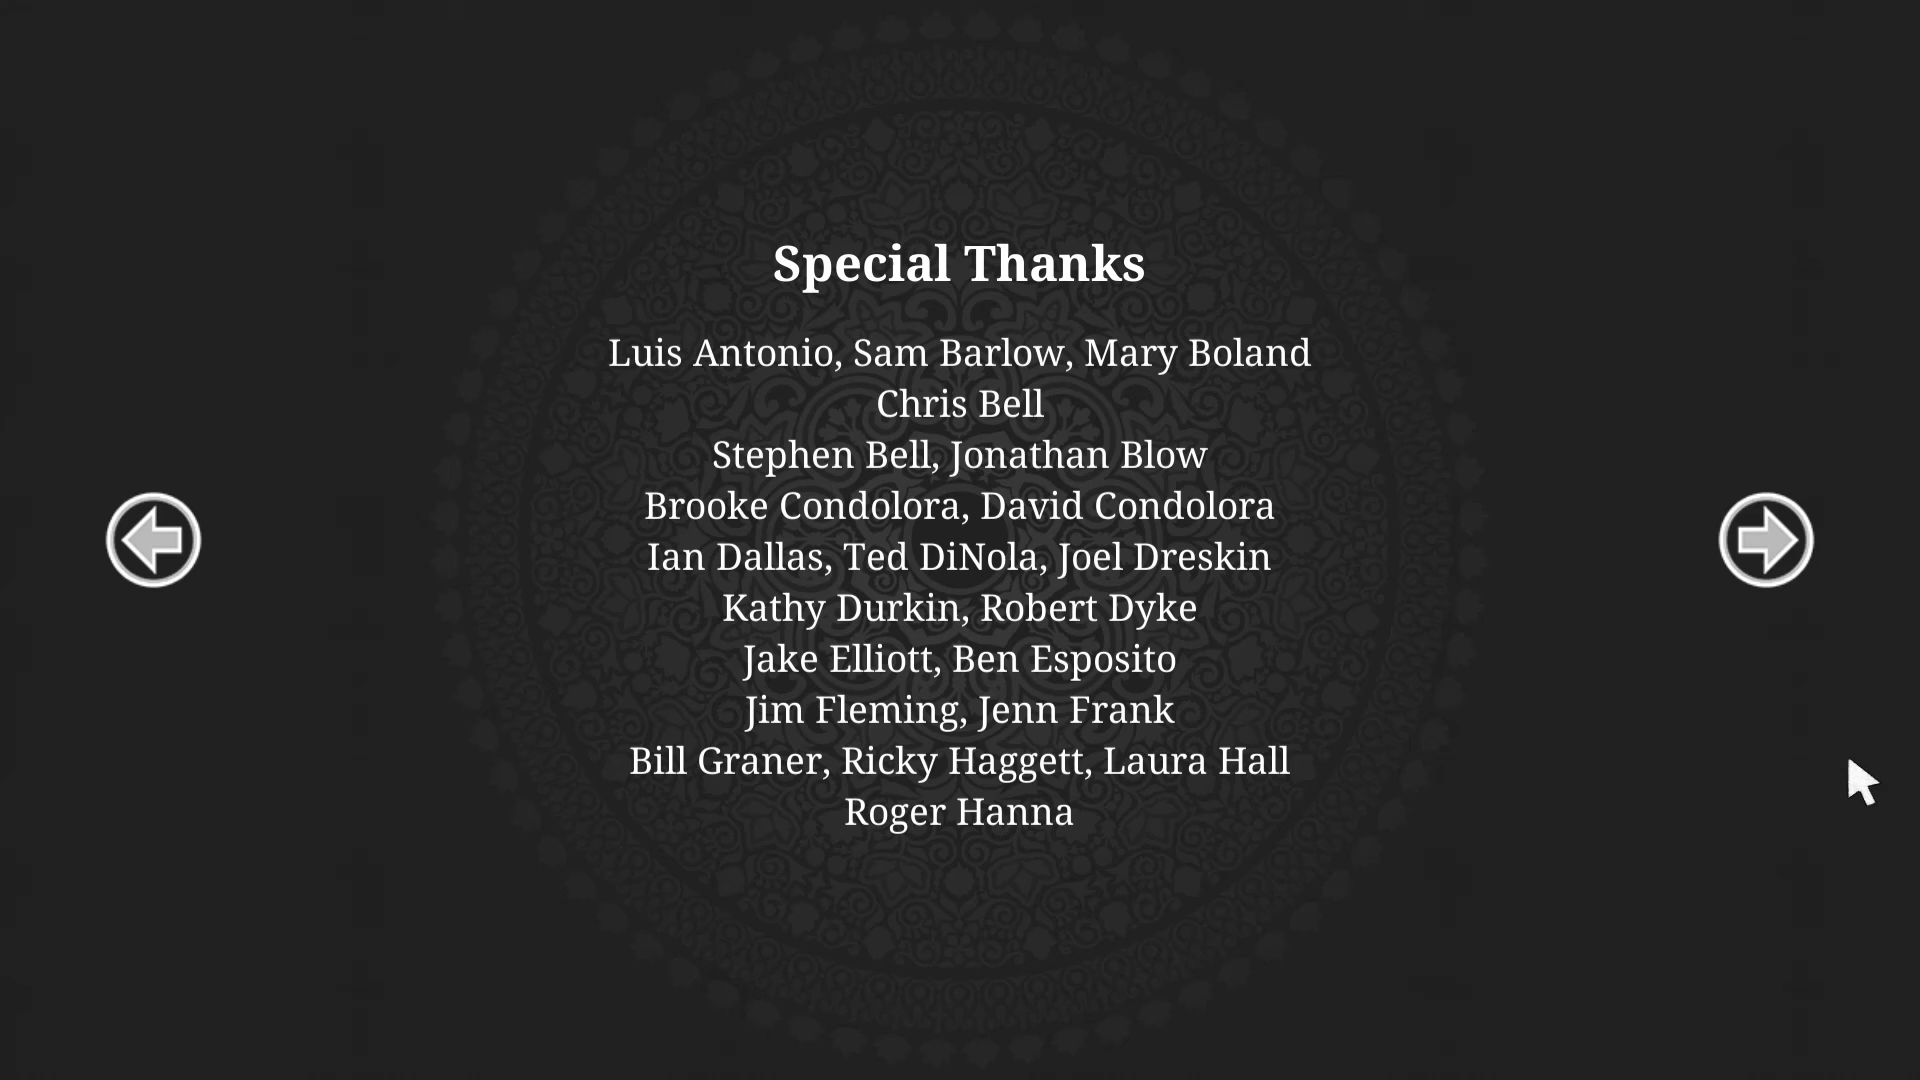 Special Thanks
Luis Antonio, Sam Barlow, Mary Boland
Chris Bell
Stephen Bell, Jonathan Blow
Brooke Condolora, David Condolora
Ian Dallas, Ted DiNola, Joel Dreskin
Kathy Durkin, Robert Dyke
Jake Elliott, Ben Esposito
Jim Fleming, Jenn Frank
Bill Graner, Ricky Haggett, Laura Hall
Roger Hanna